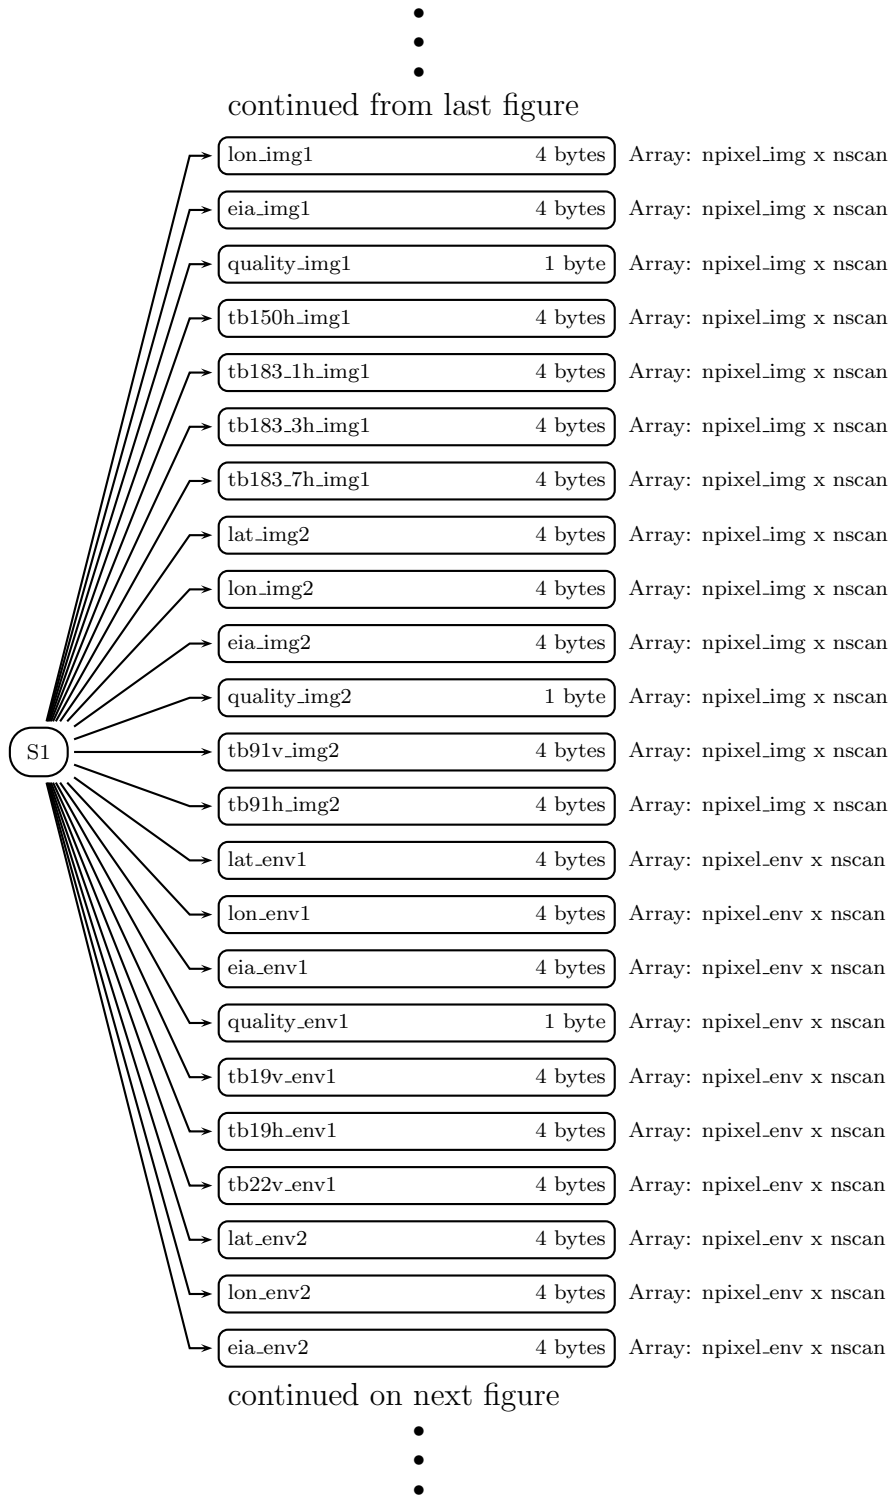 continued from last figure
lon_img1 4 bytes Array: npixel_img x nscan
eia_img1 4 bytes Array: npixel_img x nscan
quality_img1 1 byte Array: npixel_img x nscan
tb150h_img1 4 bytes Array: npixel_img x nscan
tb183_1h_img1 4 bytes Array: npixel_img x nscan
tb183_3h_img1 4 bytes Array: npixel_img x nscan
tb183_7h_img1 4 bytes Array: npixel_img x nscan
lat_img2 4 bytes Array: npixel_img x nscan
lon_img2 4 bytes Array: npixel_img x nscan
eia_img2 4 bytes Array: npixel_img x nscan
quality_img2 1 byte Array: npixel_img x nscan
S1 tb91v_img2 4 bytes Array: npixel_img x nscan
tb91h_img2 4 bytes Array: npixel_img x nscan
lat_env1 4 bytes Array: npixel_env x nscan
lon_env1 4 bytes Array: npixel_env x nscan
eia_env1 4 bytes Array: npixel_env x nscan
quality_env1 1 byte Array: npixel_env x nscan
tb19v_env1 4 bytes Array: npixel_env x nscan
tb19h_env1 4 bytes Array: npixel_env x nscan
tb22v_env1 4 bytes Array: npixel_env x nscan
lat_env2 4 bytes Array: npixel_env x nscan
lon_env2 4 bytes Array: npixel_env x nscan
eia_env2 4 bytes Array: npixel_env x nscan
continued on next figure